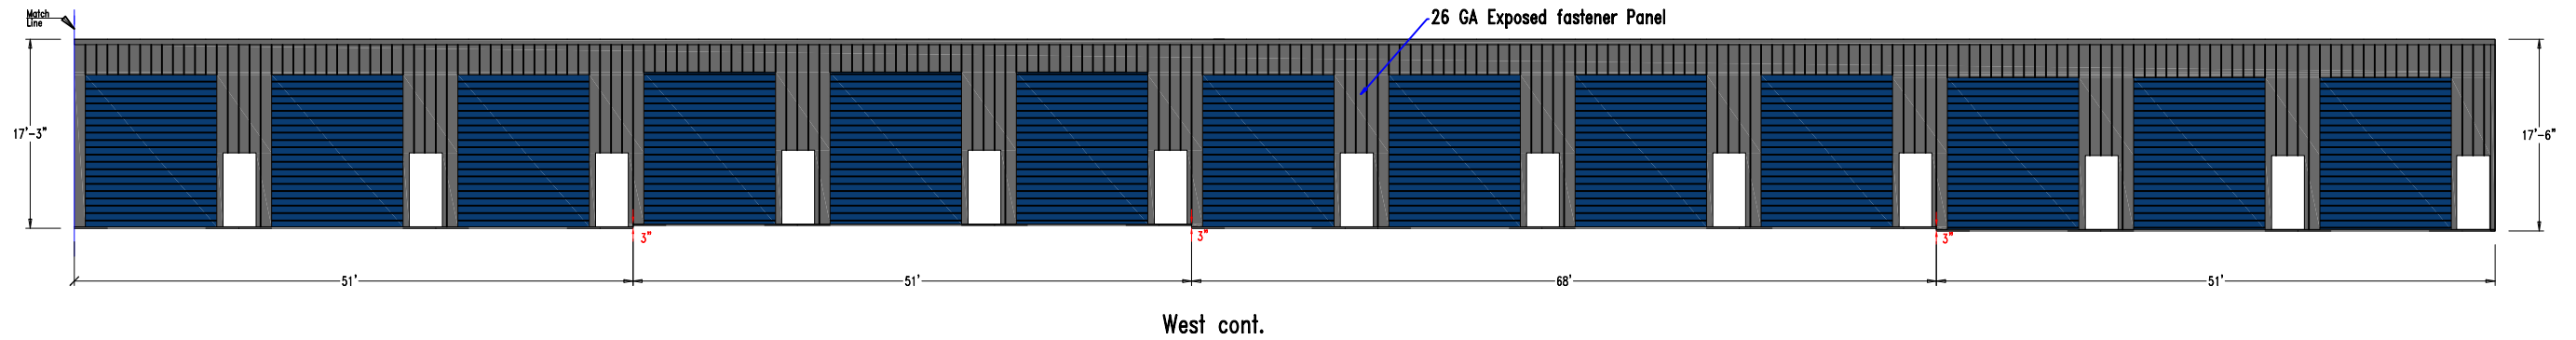 Match
Line
26 GA Exposed fastener Panel
17'-3"
17'-6"
3"
3"
3"
51'
51'
68'
51'
West cont.